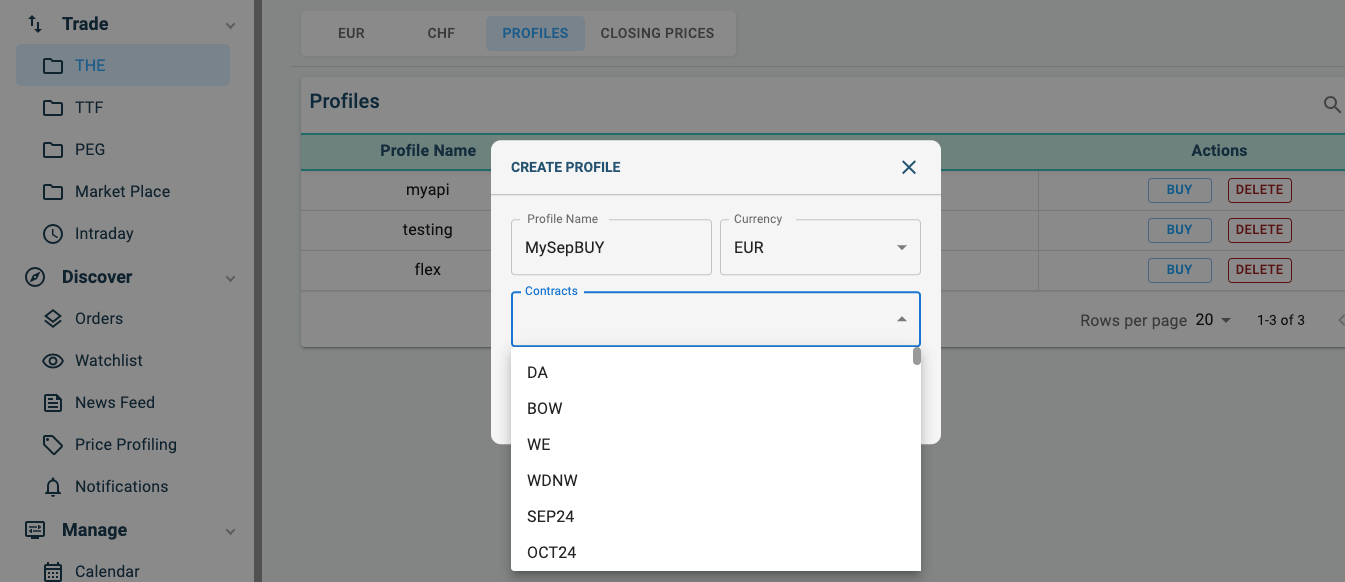 Trade
THE
TTF
PEG
Market Place
Intraday
Discover
Orders
Watchlist
News Feed
Price Profiling
Notifications
Manage
Calendar
EUR CHF PROFILES CLOSING PRICES
Profiles
Profile Name Actions
myapi BUY DELETE
testing BUY DELETE
flex BUY DELETE
Rows per page 20 1-3 of 3
CREATE PROFILE
Profile Name Currency
MySepBUY EUR
Contracts
DA
BOW
WE
WDNW
SEP24
OCT24